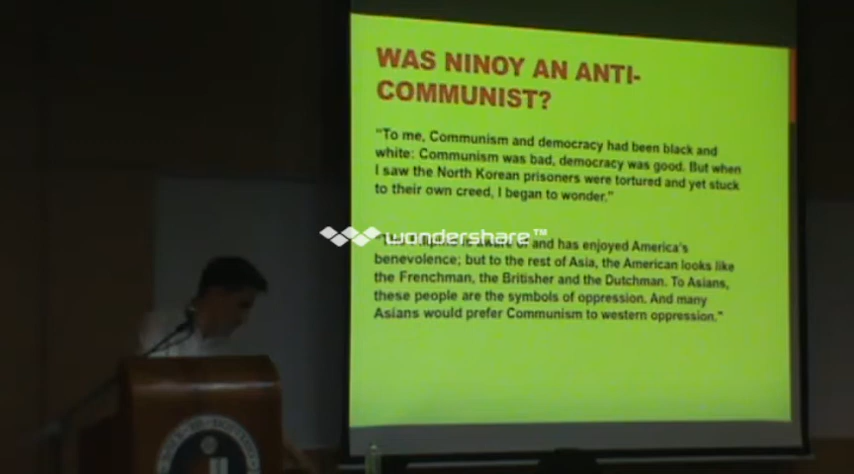 WAS NINOY AN ANTI-
COMMUNIST?
"To me, Communism and democracy had been black and
white: Communism was bad, democracy was good. But when
I saw the North Korean prisoners were tortured and yet stuck
to their own creed, I began to wonder."
wondershare™
and has enjoyed America's
benevolence; but to the rest of Asia, the American looks like
the Frenchman, the Britisher and the Dutchman. To Asians,
these people are the symbols of oppression. And many
Asians would prefer Communism to western oppression."